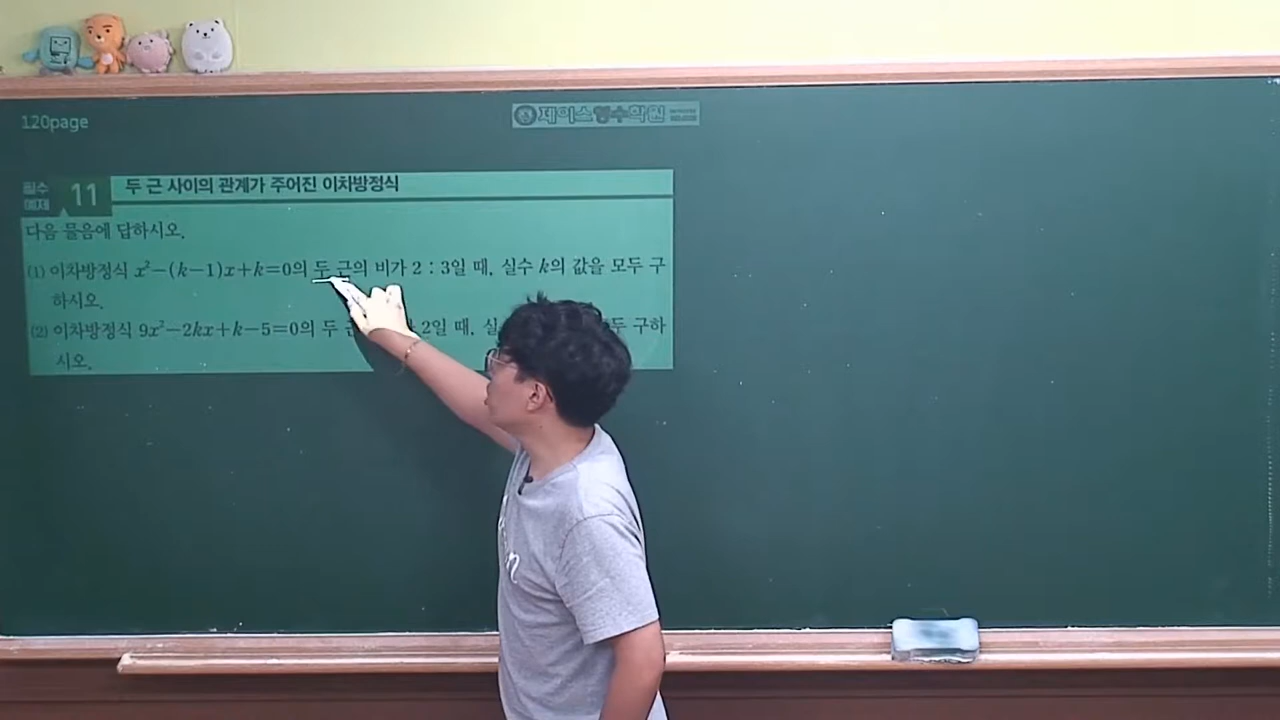 120page
제이스영수학원
필수
예제 11 두 근 사이의 관계가 주어진 이차방정식
다음 물음에 답하시오.
(1) 이차방정식 x²−(k−1)x+k=0의 두 근의 비가 2 : 3일 때, 실수 k의 값을 모두 구
하시오.
(2) 이차방정식 9x²−2kx+k−5=0의 두 2일 때, 실 구하
시오.